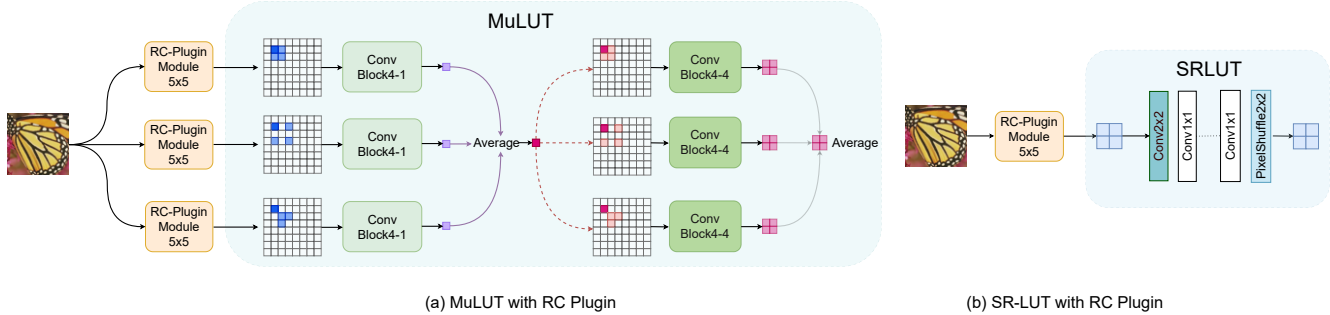 MuLUT
RC-Plugin
Module
5x5
Conv
Block4-1
Conv
Block4-4
RC-Plugin
Module
5x5
Conv
Block4-1
Average
Conv
Block4-4
Average
RC-Plugin
Module
5x5
Conv
Block4-1
Conv
Block4-4
(a) MuLUT with RC Plugin
SRLUT
RC-Plugin
Module
5x5
Conv2x2
Conv1x1
Conv1x1
PixelShuffle2x2
(b) SR-LUT with RC Plugin